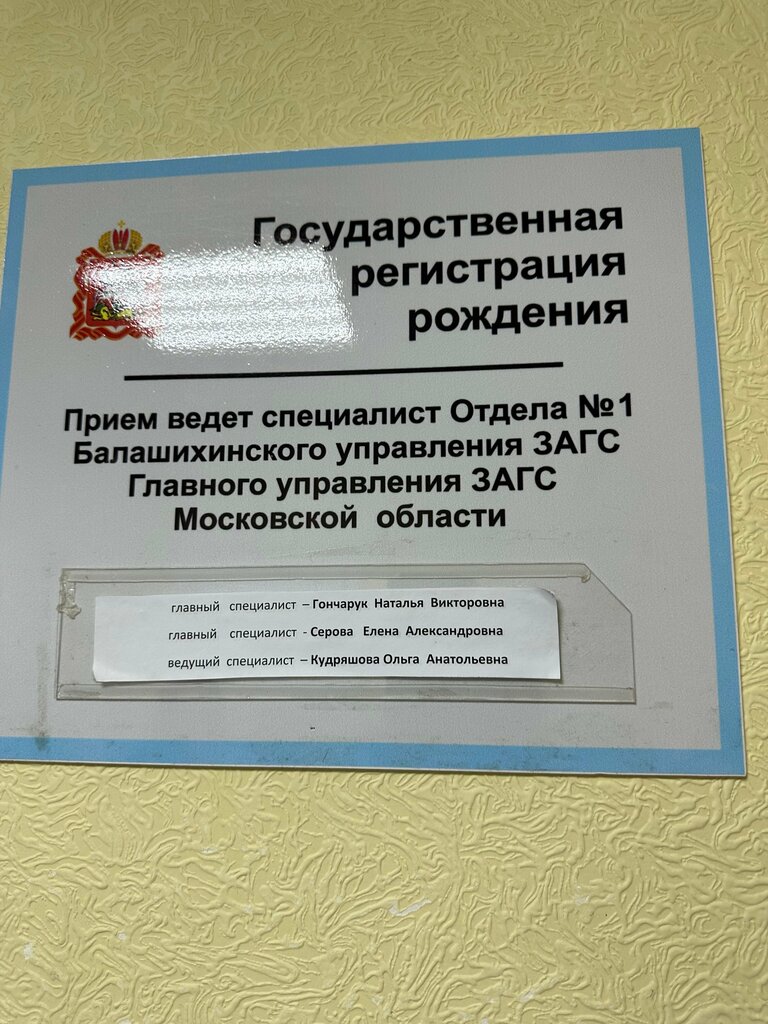 Государственная
регистрация
рождения
Прием ведет специалист Отдела №1
Балашихинского управления ЗАГС
Главного управления ЗАГС
Московской области
главный специалист – Гончарук Наталья Викторовна
главный специалист - Серова Елена Александровна
ведущий специалист – Кудряшова Ольга Анатольевна